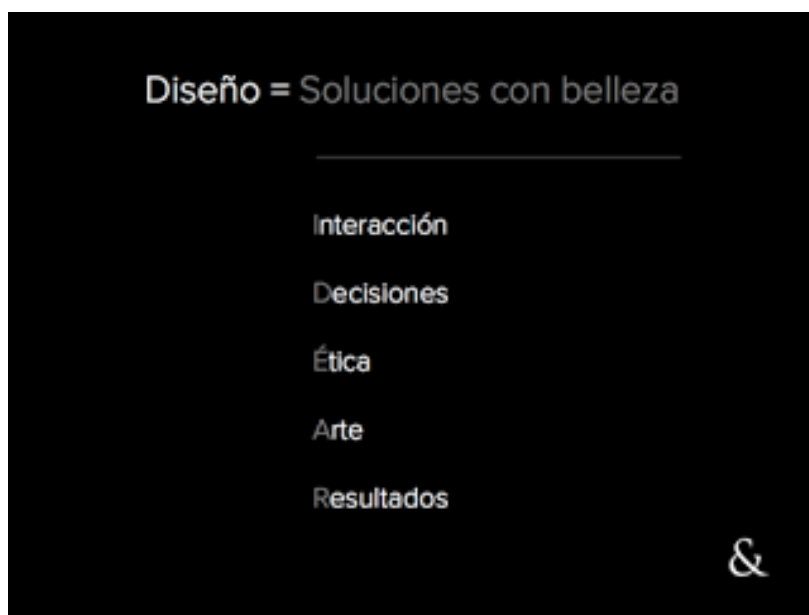 Diseño = Soluciones con belleza
Interacción
Decisiones
Ética
Arte
Resultados
&